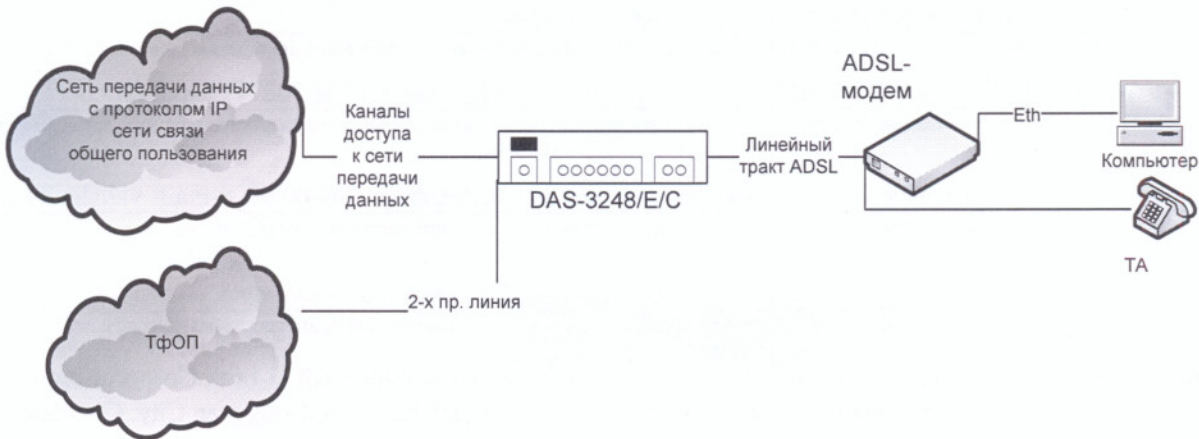 Сеть передачи данных
с протоколом IP
сети связи
общего пользования
Каналы
доступа
к сети
передачи
данных
DAS-3248/E/C
Линейный
тракт ADSL
ADSL-
модем
Eth
Компьютер
ТА
2-х пр. линия
ТфОП